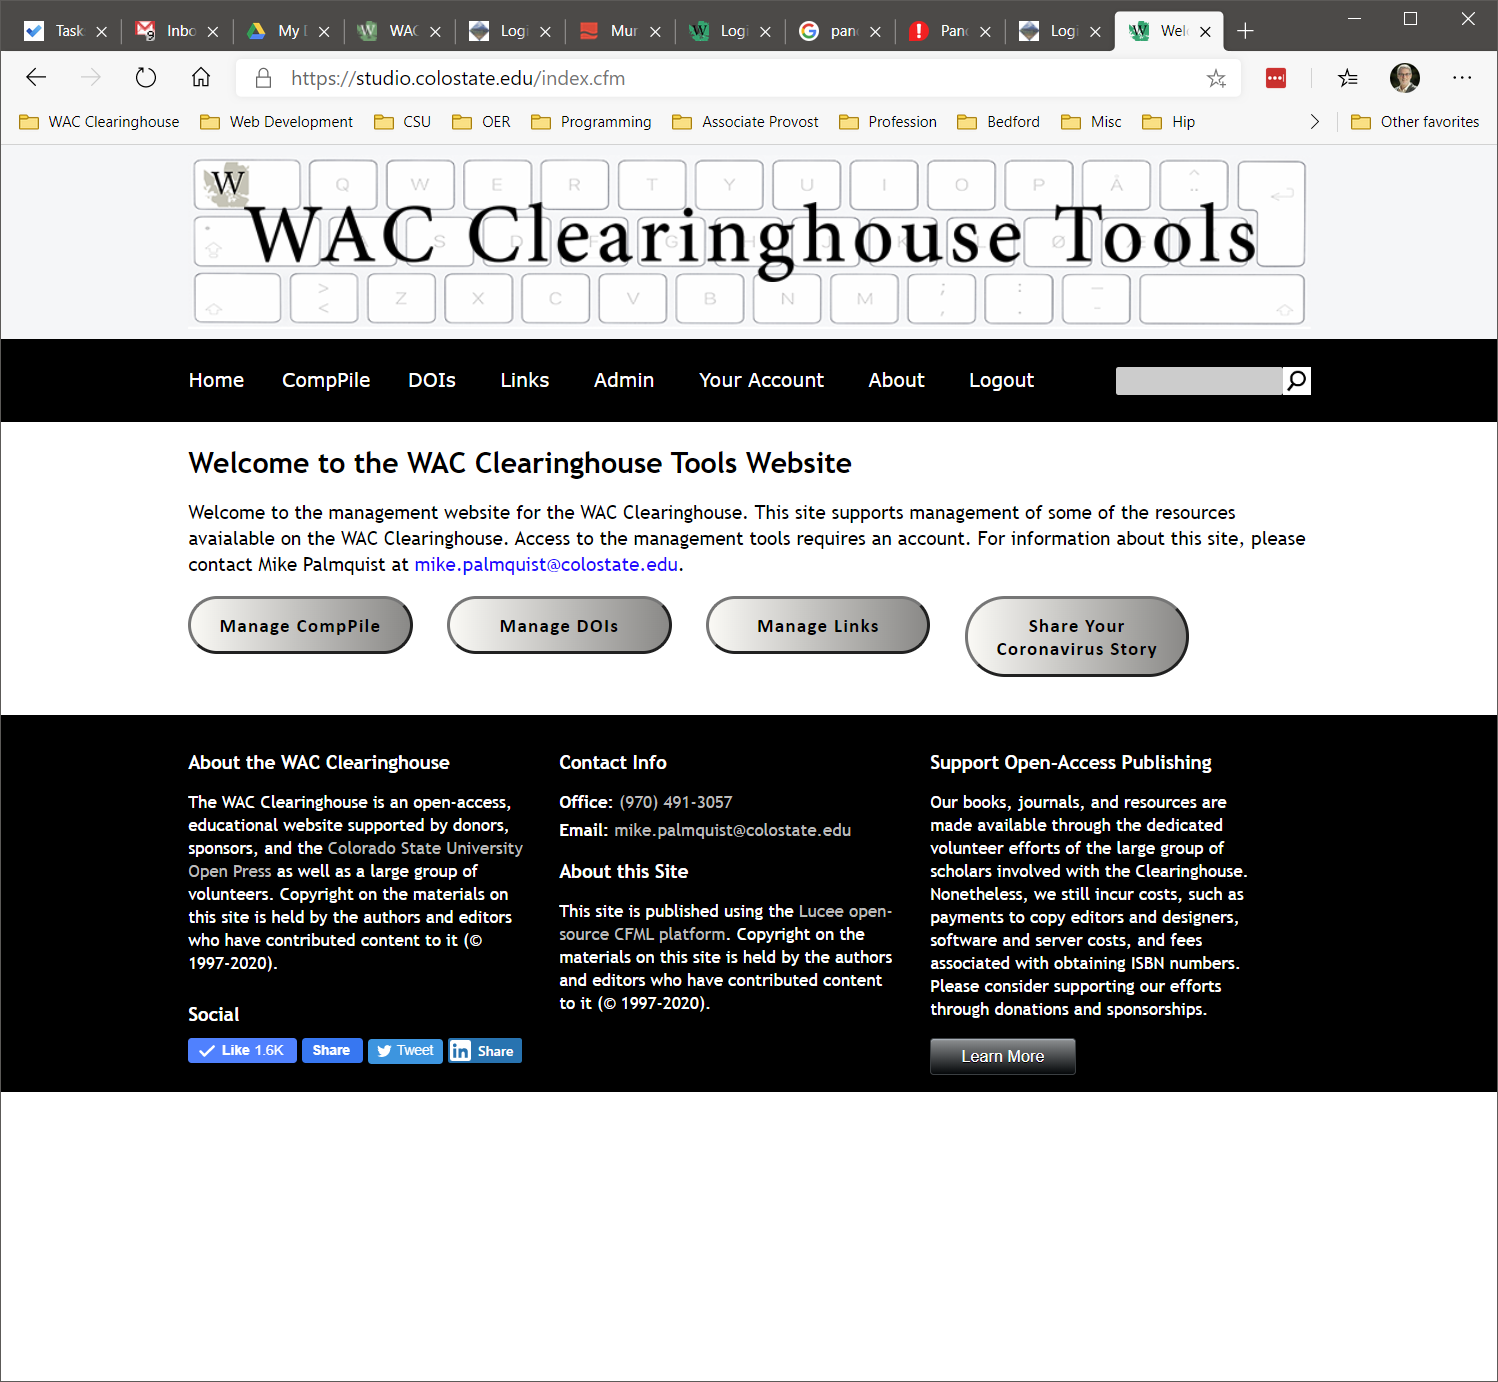 Task Inbo My D WAC Logi Mur Logi pand Pand Logi Welc
https://studio.colostate.edu/index.cfm
WAC Clearinghouse Web Development CSU OER Programming Associate Provost Profession Bedford Misc Hip Other favorites
W Q W E R T Y U I O P Å
WAC Clearinghouse Tools
Z X C V B N M
Home CompPile DOIs Links Admin Your Account About Logout
Welcome to the WAC Clearinghouse Tools Website
Welcome to the management website for the WAC Clearinghouse. This site supports management of some of the resources
avaialable on the WAC Clearinghouse. Access to the management tools requires an account. For information about this site, please
contact Mike Palmquist at mike.palmquist@colostate.edu.
Manage CompPile
Manage DOIs
Manage Links
Share Your
Coronavirus Story
About the WAC Clearinghouse
The WAC Clearinghouse is an open-access,
educational website supported by donors,
sponsors, and the Colorado State University
Open Press as well as a large group of
volunteers. Copyright on the materials on
this site is held by the authors and editors
who have contributed content to it (©
1997-2020).
Social
Like 1.6K Share Tweet in Share
Contact Info
Office: (970) 491-3057
Email: mike.palmquist@colostate.edu
About this Site
This site is published using the Lucee open-
source CFML platform. Copyright on the
materials on this site is held by the authors
and editors who have contributed content
to it (© 1997-2020).
Support Open-Access Publishing
Our books, journals, and resources are
made available through the dedicated
volunteer efforts of the large group of
scholars involved with the Clearinghouse.
Nonetheless, we still incur costs, such as
payments to copy editors and designers,
software and server costs, and fees
associated with obtaining ISBN numbers.
Please consider supporting our efforts
through donations and sponsorships.
Learn More